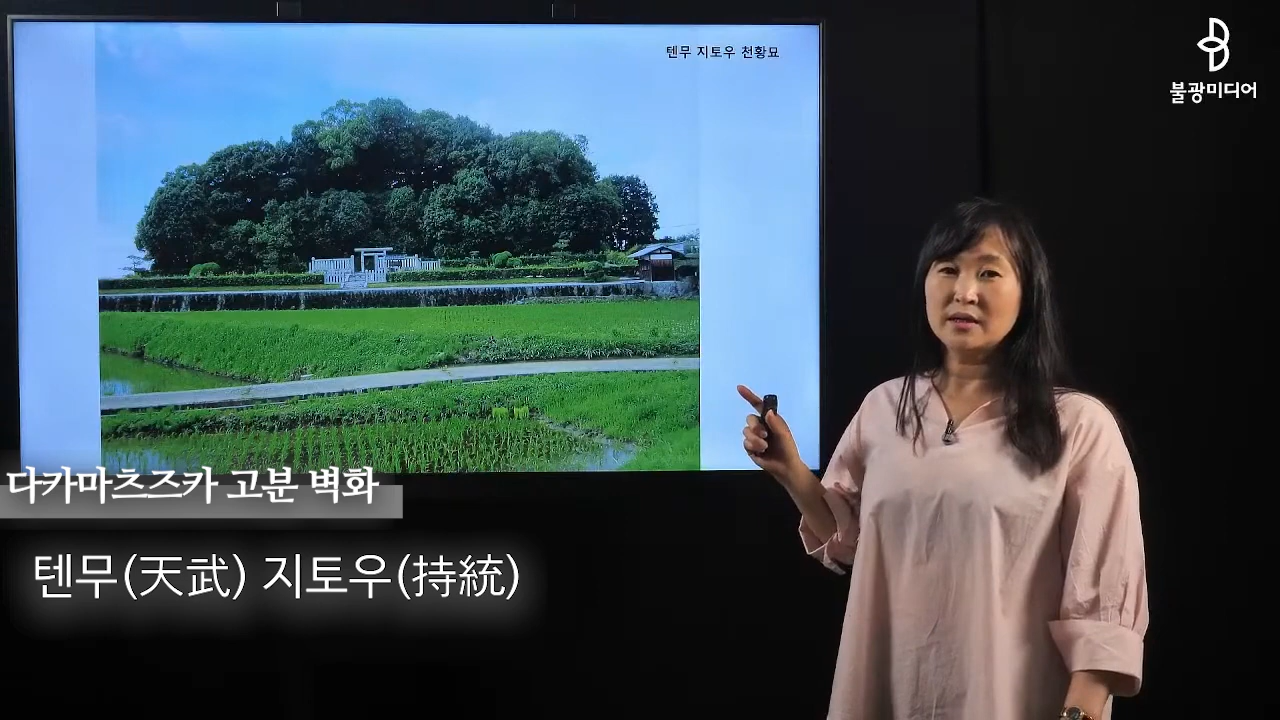 텐무 지토우 천황묘
불광미디어
다카마츠즈카 고분 벽화
텐무(天武) 지토우(持統)